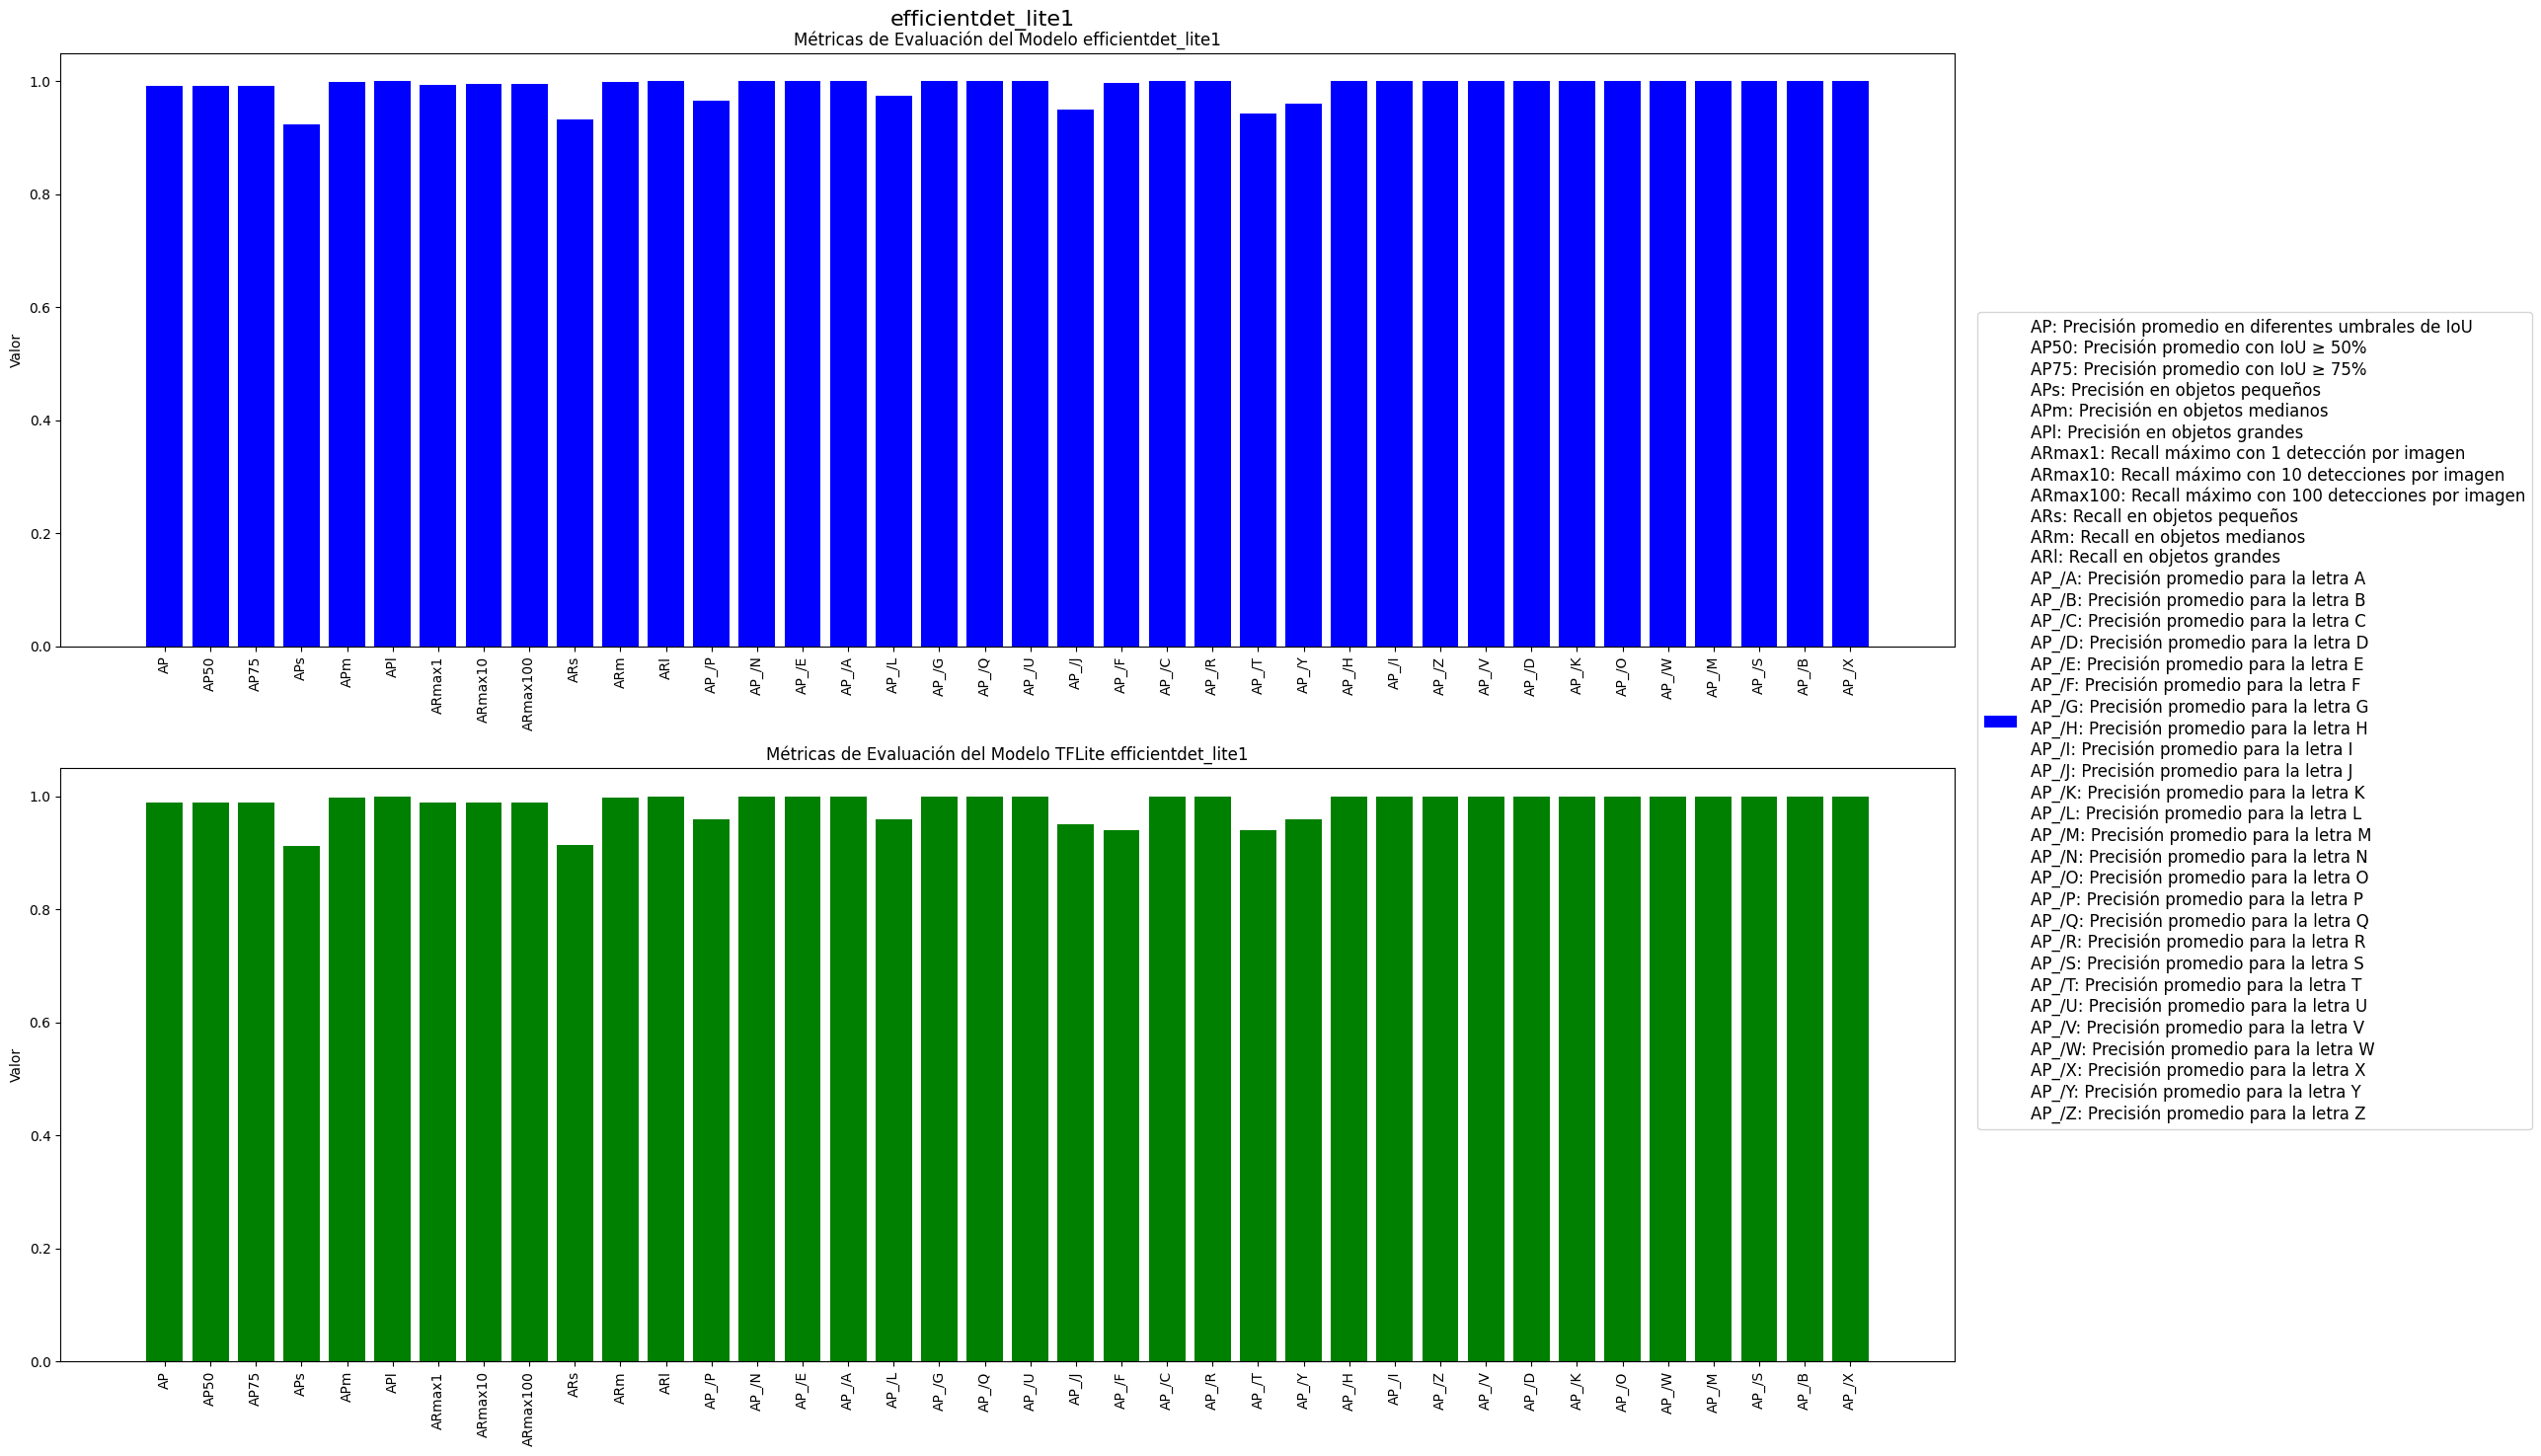 efficientdet_lite1
Métricas de Evaluación del Modelo efficientdet_lite1
1.0
0.8
0.6
0.4
0.2
0.0
Valor
AP AP50 AP75 APs APm APl ARmax1 ARmax10 ARmax100 ARs ARm ARl AP_/P AP_/N AP_/E AP_/A AP_/L AP_/G AP_/Q AP_/U AP_/J AP_/F AP_/C AP_/R AP_/T AP_/Y AP_/H AP_/I AP_/Z AP_/V AP_/D AP_/K AP_/O AP_/W AP_/M AP_/S AP_/B AP_/X
Métricas de Evaluación del Modelo TFLite efficientdet_lite1
1.0
0.8
0.6
0.4
0.2
0.0
Valor
AP AP50 AP75 APs APm APl ARmax1 ARmax10 ARmax100 ARs ARm ARl AP_/P AP_/N AP_/E AP_/A AP_/L AP_/G AP_/Q AP_/U AP_/J AP_/F AP_/C AP_/R AP_/T AP_/Y AP_/H AP_/I AP_/Z AP_/V AP_/D AP_/K AP_/O AP_/W AP_/M AP_/S AP_/B AP_/X
AP: Precisión promedio en diferentes umbrales de IoU
AP50: Precisión promedio con IoU ≥ 50%
AP75: Precisión promedio con IoU ≥ 75%
APs: Precisión en objetos pequeños
APm: Precisión en objetos medianos
APl: Precisión en objetos grandes
ARmax1: Recall máximo con 1 detección por imagen
ARmax10: Recall máximo con 10 detecciones por imagen
ARmax100: Recall máximo con 100 detecciones por imagen
ARs: Recall en objetos pequeños
ARm: Recall en objetos medianos
ARl: Recall en objetos grandes
AP_/A: Precisión promedio para la letra A
AP_/B: Precisión promedio para la letra B
AP_/C: Precisión promedio para la letra C
AP_/D: Precisión promedio para la letra D
AP_/E: Precisión promedio para la letra E
AP_/F: Precisión promedio para la letra F
AP_/G: Precisión promedio para la letra G
AP_/H: Precisión promedio para la letra H
AP_/I: Precisión promedio para la letra I
AP_/J: Precisión promedio para la letra J
AP_/K: Precisión promedio para la letra K
AP_/L: Precisión promedio para la letra L
AP_/M: Precisión promedio para la letra M
AP_/N: Precisión promedio para la letra N
AP_/O: Precisión promedio para la letra O
AP_/P: Precisión promedio para la letra P
AP_/Q: Precisión promedio para la letra Q
AP_/R: Precisión promedio para la letra R
AP_/S: Precisión promedio para la letra S
AP_/T: Precisión promedio para la letra T
AP_/U: Precisión promedio para la letra U
AP_/V: Precisión promedio para la letra V
AP_/W: Precisión promedio para la letra W
AP_/X: Precisión promedio para la letra X
AP_/Y: Precisión promedio para la letra Y
AP_/Z: Precisión promedio para la letra Z